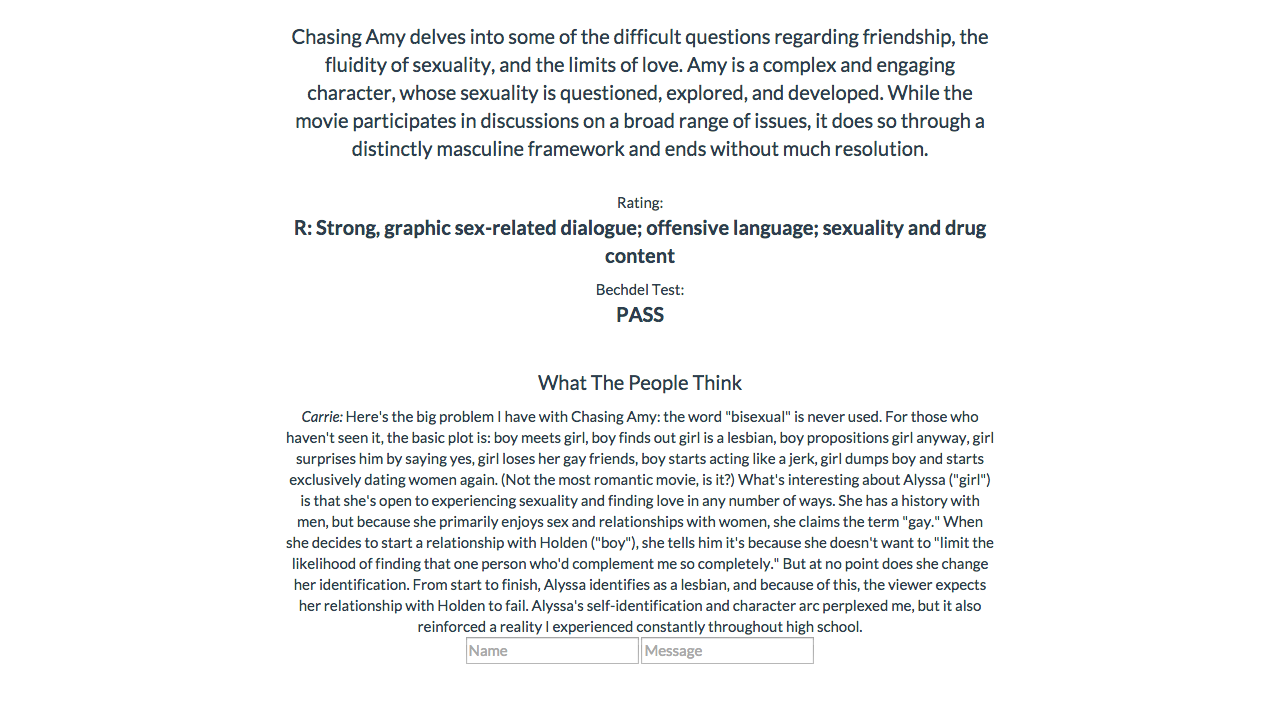 Chasing Amy delves into some of the difficult questions regarding friendship, the
fluidity of sexuality, and the limits of love. Amy is a complex and engaging
character, whose sexuality is questioned, explored, and developed. While the
movie participates in discussions on a broad range of issues, it does so through a
distinctly masculine framework and ends without much resolution.
Rating:
R: Strong, graphic sex-related dialogue; offensive language; sexuality and drug
content
Bechdel Test:
PASS
What The People Think
Carrie: Here's the big problem I have with Chasing Amy: the word "bisexual" is never used. For those who
haven't seen it, the basic plot is: boy meets girl, boy finds out girl is a lesbian, boy propositions girl anyway, girl
surprises him by saying yes, girl loses her gay friends, boy starts acting like a jerk, girl dumps boy and starts
exclusively dating women again. (Not the most romantic movie, is it?) What's interesting about Alyssa ("girl")
is that she's open to experiencing sexuality and finding love in any number of ways. She has a history with
men, but because she primarily enjoys sex and relationships with women, she claims the term "gay." When
she decides to start a relationship with Holden ("boy"), she tells him it's because she doesn't want to "limit the
likelihood of finding that one person who'd complement me so completely." But at no point does she change
her identification. From start to finish, Alyssa identifies as a lesbian, and because of this, the viewer expects
her relationship with Holden to fail. Alyssa's self-identification and character arc perplexed me, but it also
reinforced a reality I experienced constantly throughout high school.
Name Message